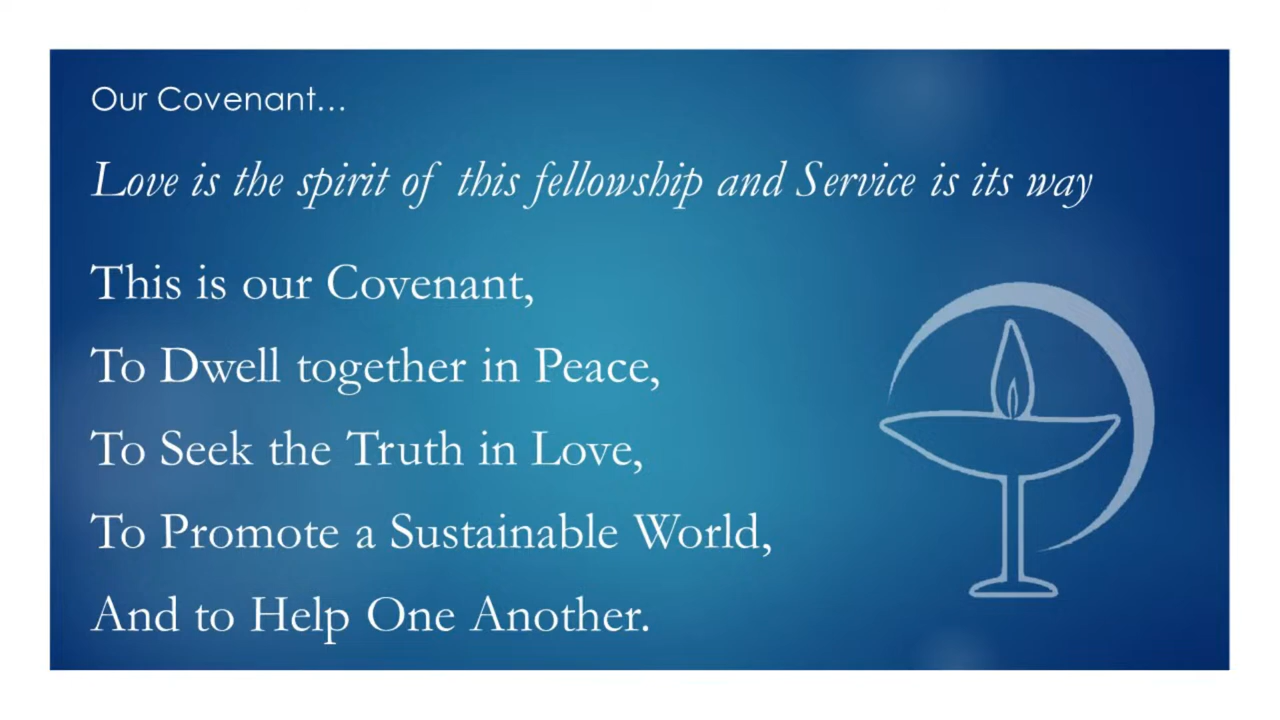 Our Covenant...
Love is the spirit of this fellowship and Service is its way
This is our Covenant,
To Dwell together in Peace,
To Seek the Truth in Love,
To Promote a Sustainable World,
And to Help One Another.